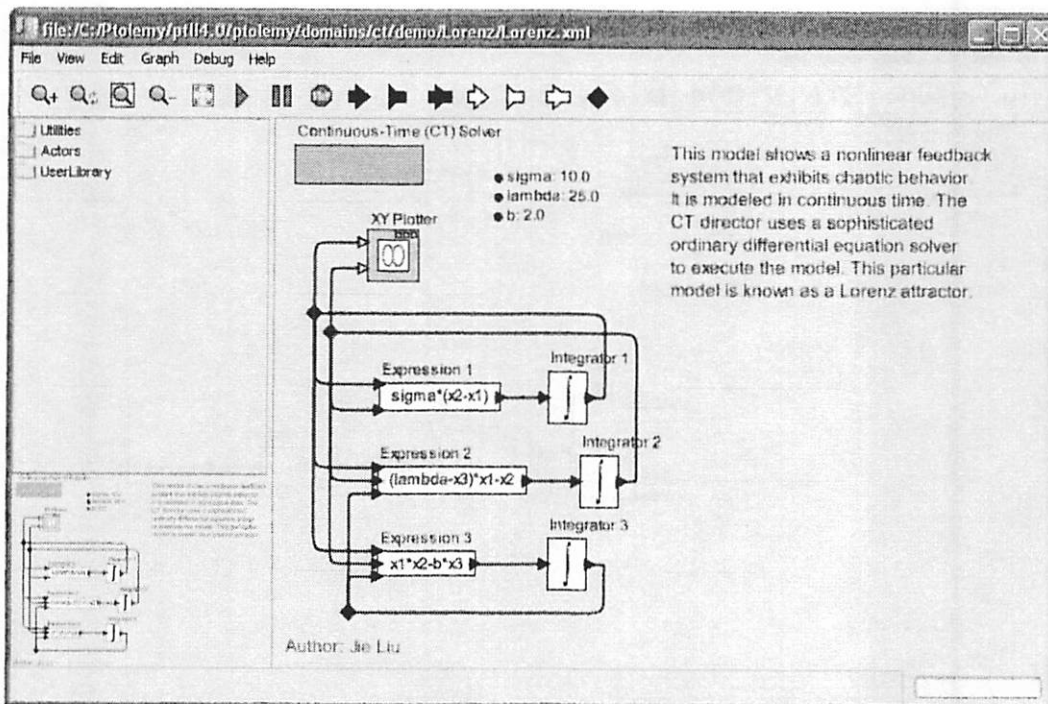 file:/C:/Ptolemy/ptII4.0/ptolemy/domains/ct/demo/Lorenz/Lorenz.xml
File View Edit Graph Debug Help
Utilities
Actors
UserLibrary
Continuous-Time (CT) Solver
sigma: 10.0
lambda: 25.0
b: 2.0
This model shows a nonlinear feedback
system that exhibits chaotic behavior
It is modeled in continuous time. The
CT director uses a sophisticated
ordinary differential equation solver
to execute the model. This particular
model is known as a Lorenz attractor.
XY Plotter
Expression 1
sigma*(x2-x1)
Integrator 1
Expression 2
(lambda-x3)*x1-x2
Integrator 2
Expression 3
x1*x2-b*x3
Integrator 3
Author: Jie Liu